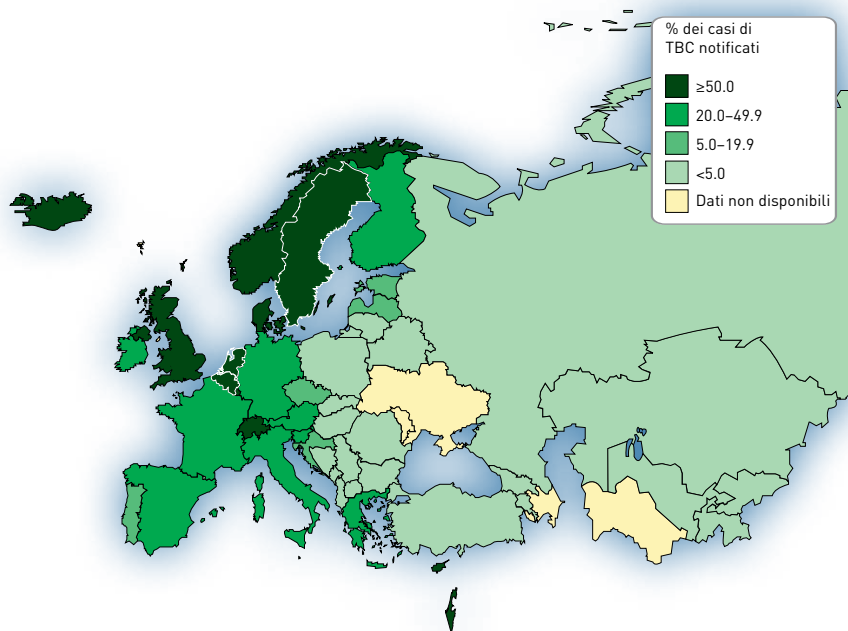 % dei casi di
TBC notificati
≥50.0
20.0–49.9
5.0–19.9
<5.0
Dati non disponibili